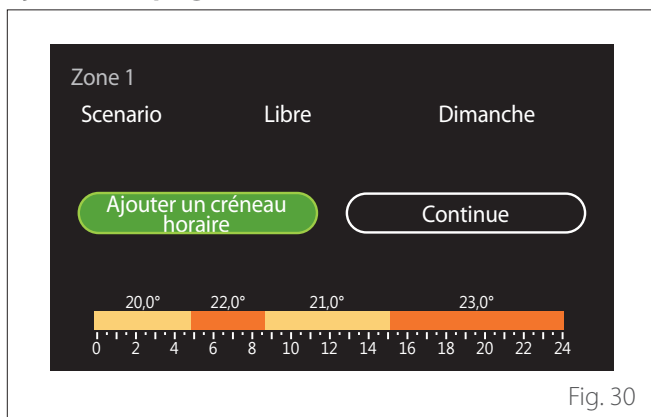 Zone 1
Scenario Libre Dimanche
Ajouter un créneau
horaire
Continue
20,0° 22,0° 21,0° 23,0°
0 2 4 6 8 10 12 14 16 18 20 22 24
Fig. 30